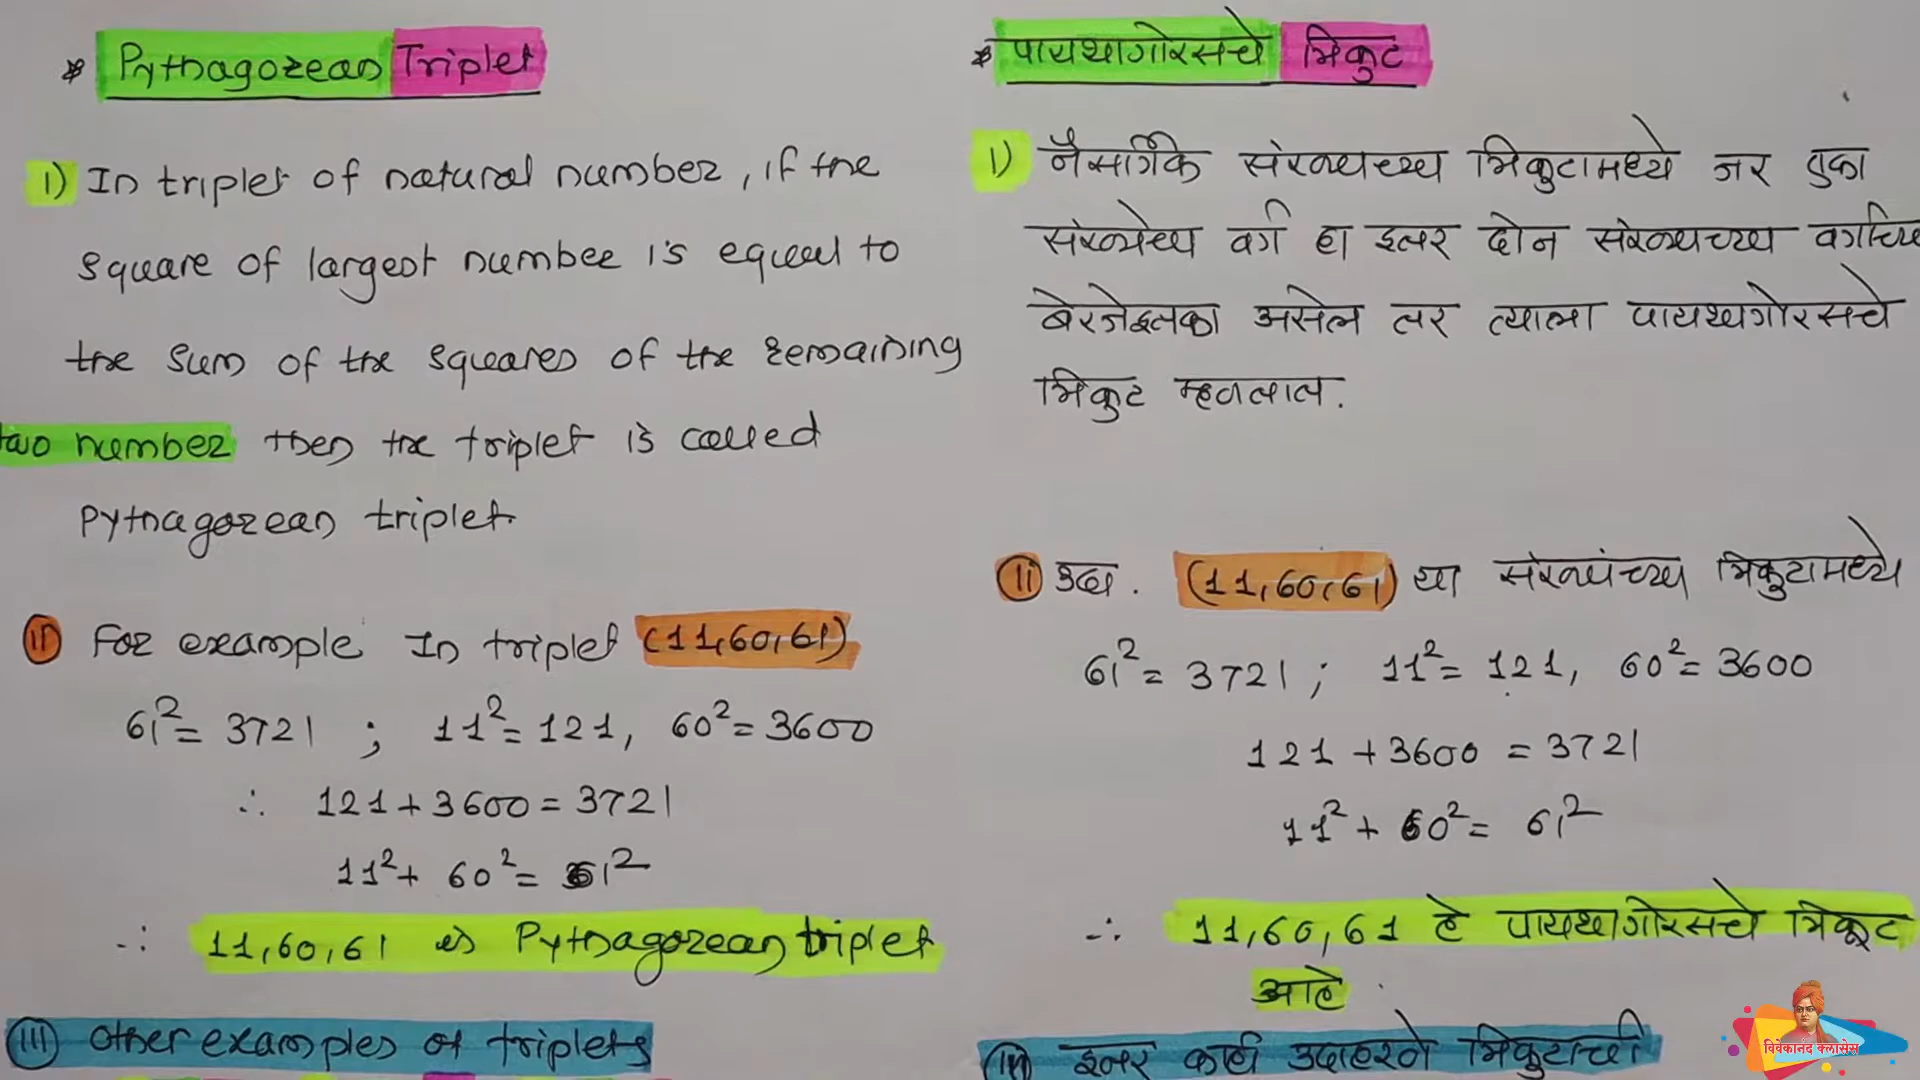 * Pythagorean Triplet
1) In triplet of natural number, if the
square of largest number is equal to
the sum of the squares of the remaining
two number then the triplet is called
Pythagorean triplet.
ii For example In triplet (11,60,61)
61² = 3721 ; 11² = 121, 60² = 3600
∴ 121 + 3600 = 3721
11² + 60² = 61²
∴ 11,60,61 is Pythagorean triplet
iii Other examples of triplets
* पायथागोरसचे त्रिकुट
1) नैसर्गिक संख्यच्या त्रिकुटामध्ये जर एका
संख्येच्य वर्ग हा इतर दोन संख्यच्या वर्गाच्य
बेरजेइतका असेल तर त्याला पायथागोरसचे
त्रिकुट म्हणतात.
ii उदा. (11,60,61) या संख्यांच्या त्रिकुटामध्ये
61² = 3721 ; 11² = 121, 60² = 3600
121 + 3600 = 3721
11² + 60² = 61²
∴ 11,60,61 हे पायथागोरसचे त्रिकूट
आहे.
इतर काही उदाहरणे त्रिकुटाची
विवेकानंद क्लासेस